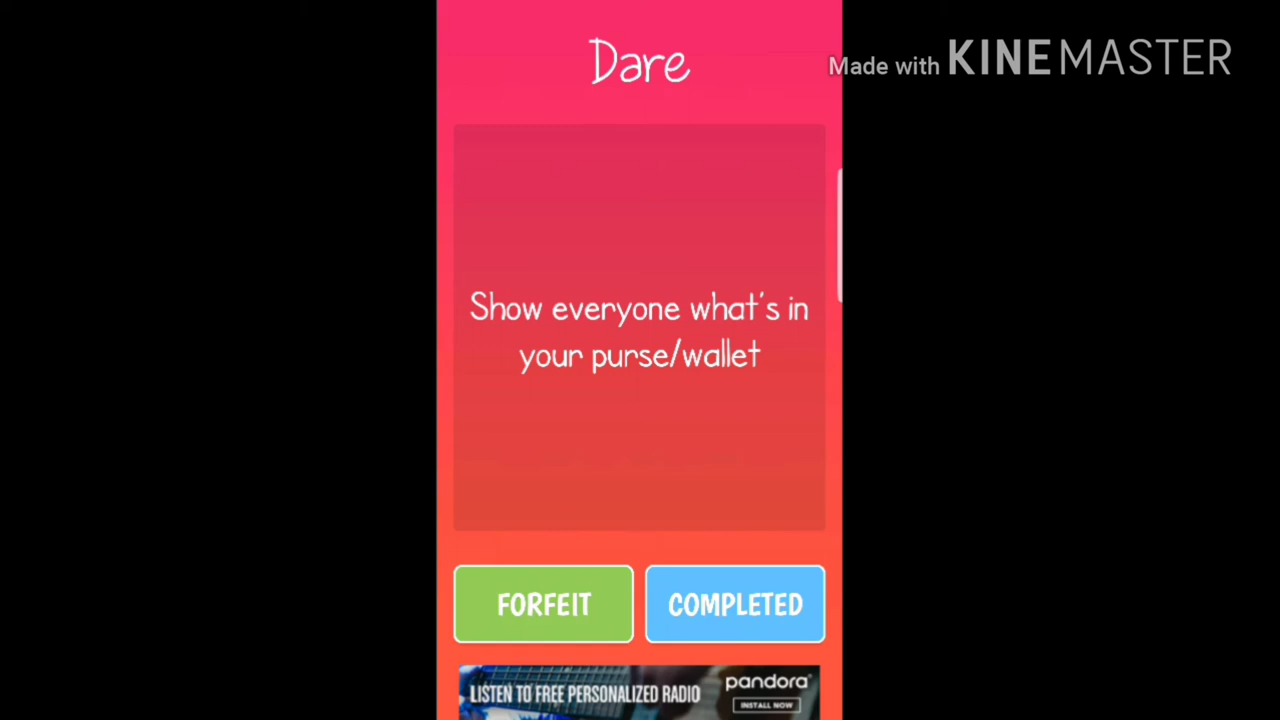 Dare
Made with KINEMASTER
Show everyone what's in
your purse/wallet
FORFEIT
COMPLETED
LISTEN TO FREE PERSONALIZED RADIO
pandora
INSTALL NOW